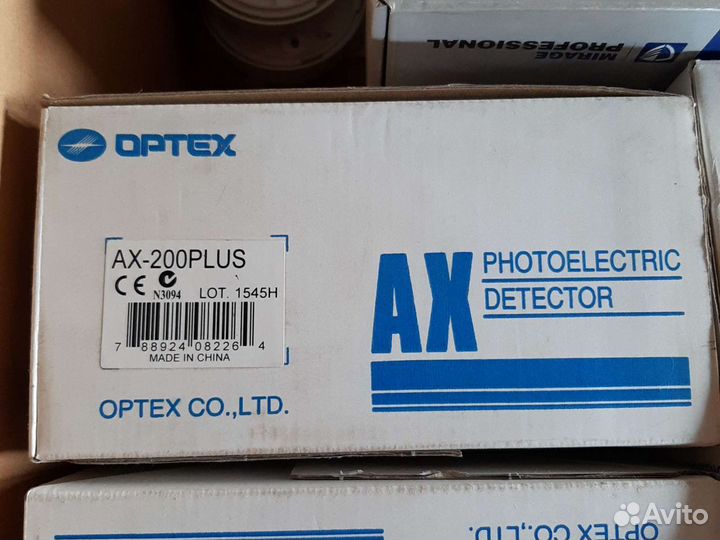 MIRAGE
PROFESSIONAL
OPTEX
AX-200PLUS
CE N3094 LOT. 1545H
7 88924 08226 4
MADE IN CHINA
OPTEX CO.,LTD.
AX
PHOTOELECTRIC
DETECTOR
OPTEX CO.,LTD.
Avito